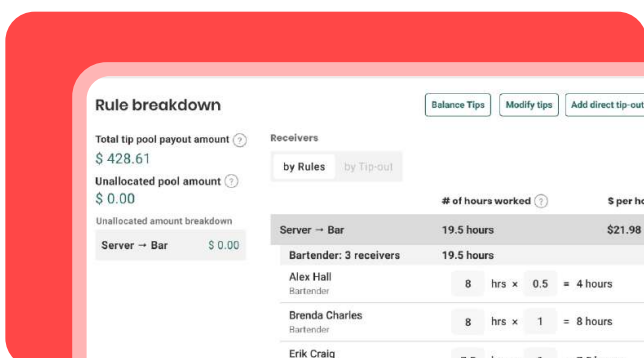 Rule breakdown
Balance Tips
Modify tips
Add direct tip-out
Total tip pool payout amount ?
$ 428.61
Unallocated pool amount ?
$ 0.00
Unallocated amount breakdown
Server → Bar $ 0.00
Receivers
by Rules by Tip-out
# of hours worked ? $ per ho
Server → Bar 19.5 hours $21.98
Bartender: 3 receivers 19.5 hours
Alex Hall
Bartender
8 hrs × 0.5 = 4 hours
Brenda Charles
Bartender
8 hrs × 1 = 8 hours
Erik Craig